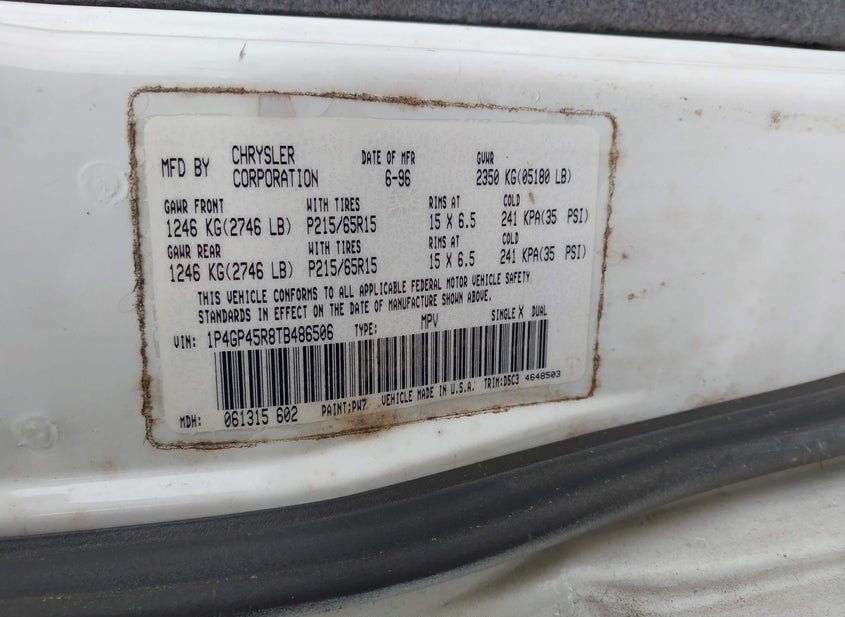 MFD BY CHRYSLER CORPORATION DATE OF MFR 6-96 GVWR 2350 KG(05180 LB)
GAWR FRONT WITH TIRES RIMS AT COLD
1246 KG(2746 LB) P215/65R15 15 X 6.5 241 KPA(35 PSI)
GAWR REAR WITH TIRES RIMS AT COLD
1246 KG(2746 LB) P215/65R15 15 X 6.5 241 KPA(35 PSI)
THIS VEHICLE CONFORMS TO ALL APPLICABLE FEDERAL MOTOR VEHICLE SAFETY
STANDARDS IN EFFECT ON THE DATE OF MANUFACTURE SHOWN ABOVE.
VIN: 1P4GP45R8TB486506 TYPE: MPV SINGLE X DUAL
MDH: 061315 602 PAINT:PW7 VEHICLE MADE IN U.S.A. TRIM:D5C3 4648503